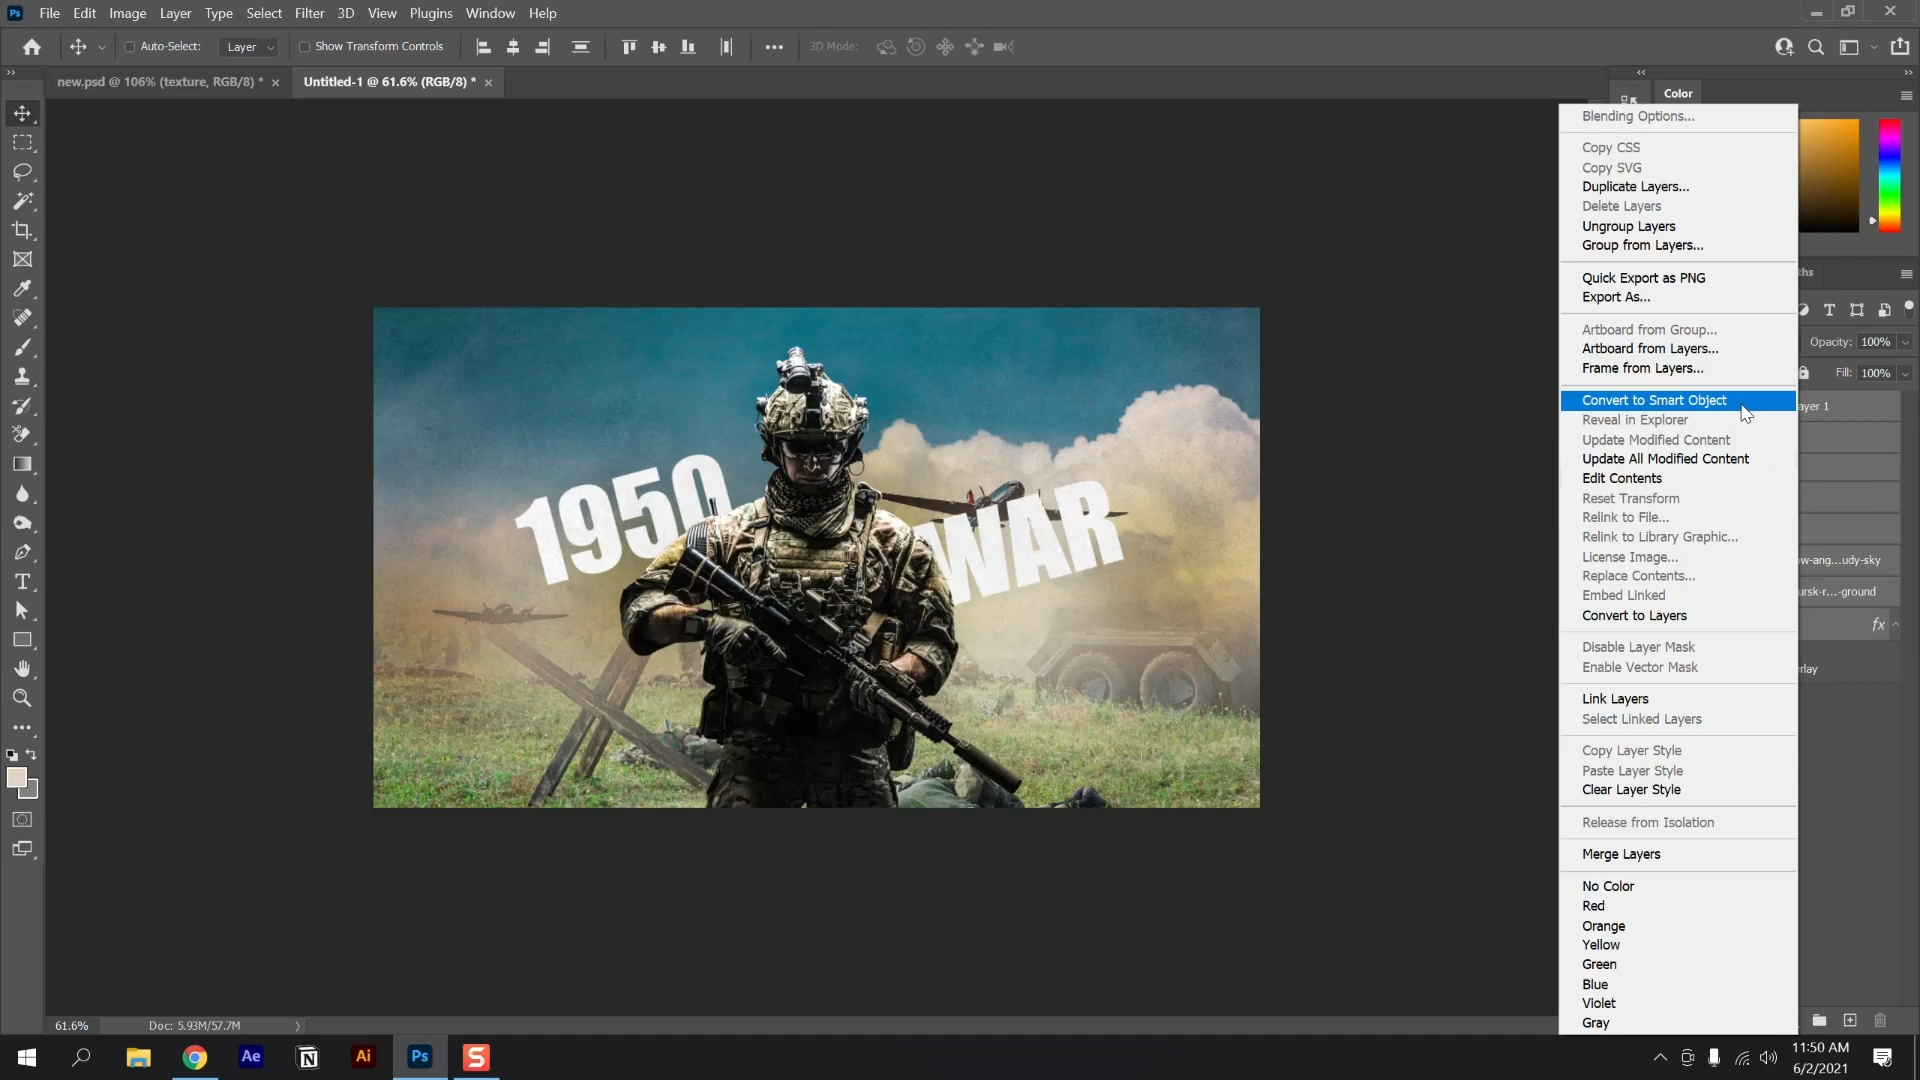 Ps File Edit Image Layer Type Select Filter 3D View Plugins Window Help
Auto-Select: Layer Show Transform Controls 3D Mode:
new.psd @ 106% (texture, RGB/8) * Untitled-1 @ 61.6% (RGB/8) *
Color
Blending Options...
Copy CSS
Copy SVG
Duplicate Layers...
Delete Layers
Ungroup Layers
Group from Layers...
Quick Export as PNG
Export As...
Artboard from Group...
Artboard from Layers...
Frame from Layers...
Convert to Smart Object
Reveal in Explorer
Update Modified Content
Update All Modified Content
Edit Contents
Reset Transform
Relink to File...
Relink to Library Graphic...
License Image...
Replace Contents...
Embed Linked
Convert to Layers
Disable Layer Mask
Enable Vector Mask
Link Layers
Select Linked Layers
Copy Layer Style
Paste Layer Style
Clear Layer Style
Release from Isolation
Merge Layers
No Color
Red
Orange
Yellow
Green
Blue
Violet
Gray
ths
Opacity: 100%
Fill: 100%
ayer 1
ow-ang...udy-sky
ursk-r...-ground
fx
rlay
1950
WAR
61.6% Doc: 5.93M/57.7M
Ae Ai Ps S
11:50 AM
6/2/2021